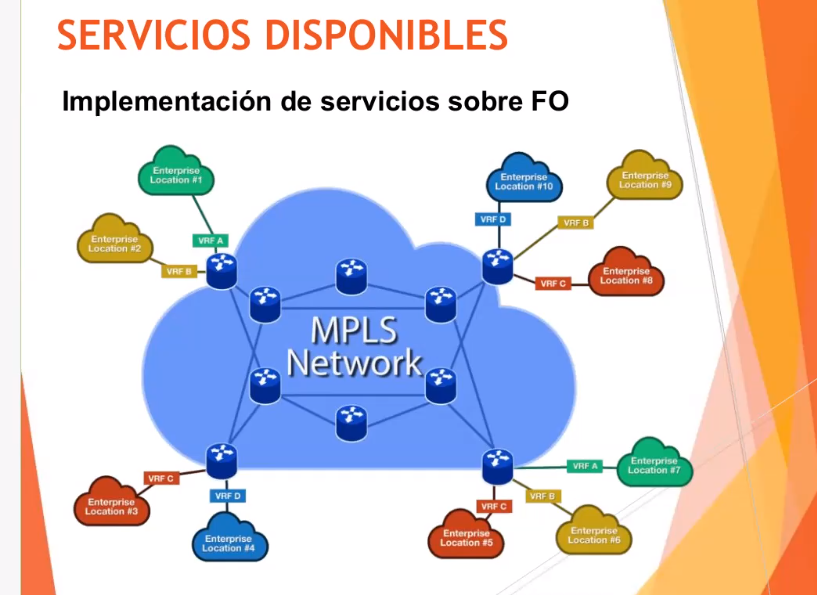 SERVICIOS DISPONIBLES
Implementación de servicios sobre FO
Enterprise
Location #1
Enterprise
Location #10
Enterprise
Location #9
VRF A
VRF D
VRF B
Enterprise
Location #2
VRF B
VRF C
Enterprise
Location #8
MPLS
Network
VRF C
VRF A
Enterprise
Location #7
Enterprise
Location #3
VRF D
VRF C
VRF B
Enterprise
Location #4
Enterprise
Location #5
Enterprise
Location #6